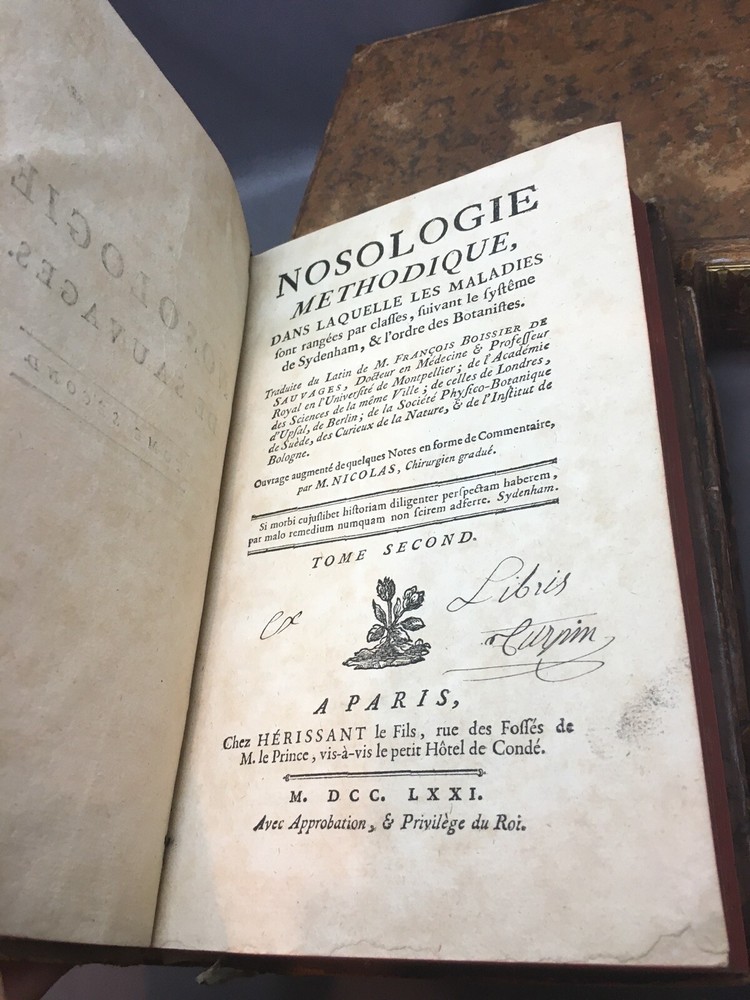 NOSOLOGIE
METHODIQUE,
DANS LAQUELLE LES MALADIES
ſont rangées par claſſes, ſuivant le ſyſtême
de Sydenham, & l'ordre des Botaniſtes.
Traduite du Latin de M. FRANÇOIS BOISSIER DE
SAUVAGES, Docteur en Médecine & Profeſſeur
Royal en l'Univerſité de Montpellier; de l'Académie
des Sciences de la même Ville; de celles de Londres,
d'Upſal, de Berlin; de la Société Phyſico-Botanique
de Suède, des Curieux de la Nature, & de l'Inſtitut de
Bologne.
Ouvrage augmenté de quelques Notes en forme de Commentaire,
par M. NICOLAS, Chirurgien gradué.
Si morbi cujuſlibet hiſtoriam diligenter perſpectam haberem,
par malo remedium numquam non ſcirem adferre. Sydenham.
TOME SECOND.
Ex Libris
Turpin
A PARIS,
Chez HÉRISSANT le Fils, rue des Foſſés de
M. le Prince, vis-à-vis le petit Hôtel de Condé.
M. DCC. LXXI.
Avec Approbation, & Privilège du Roi.